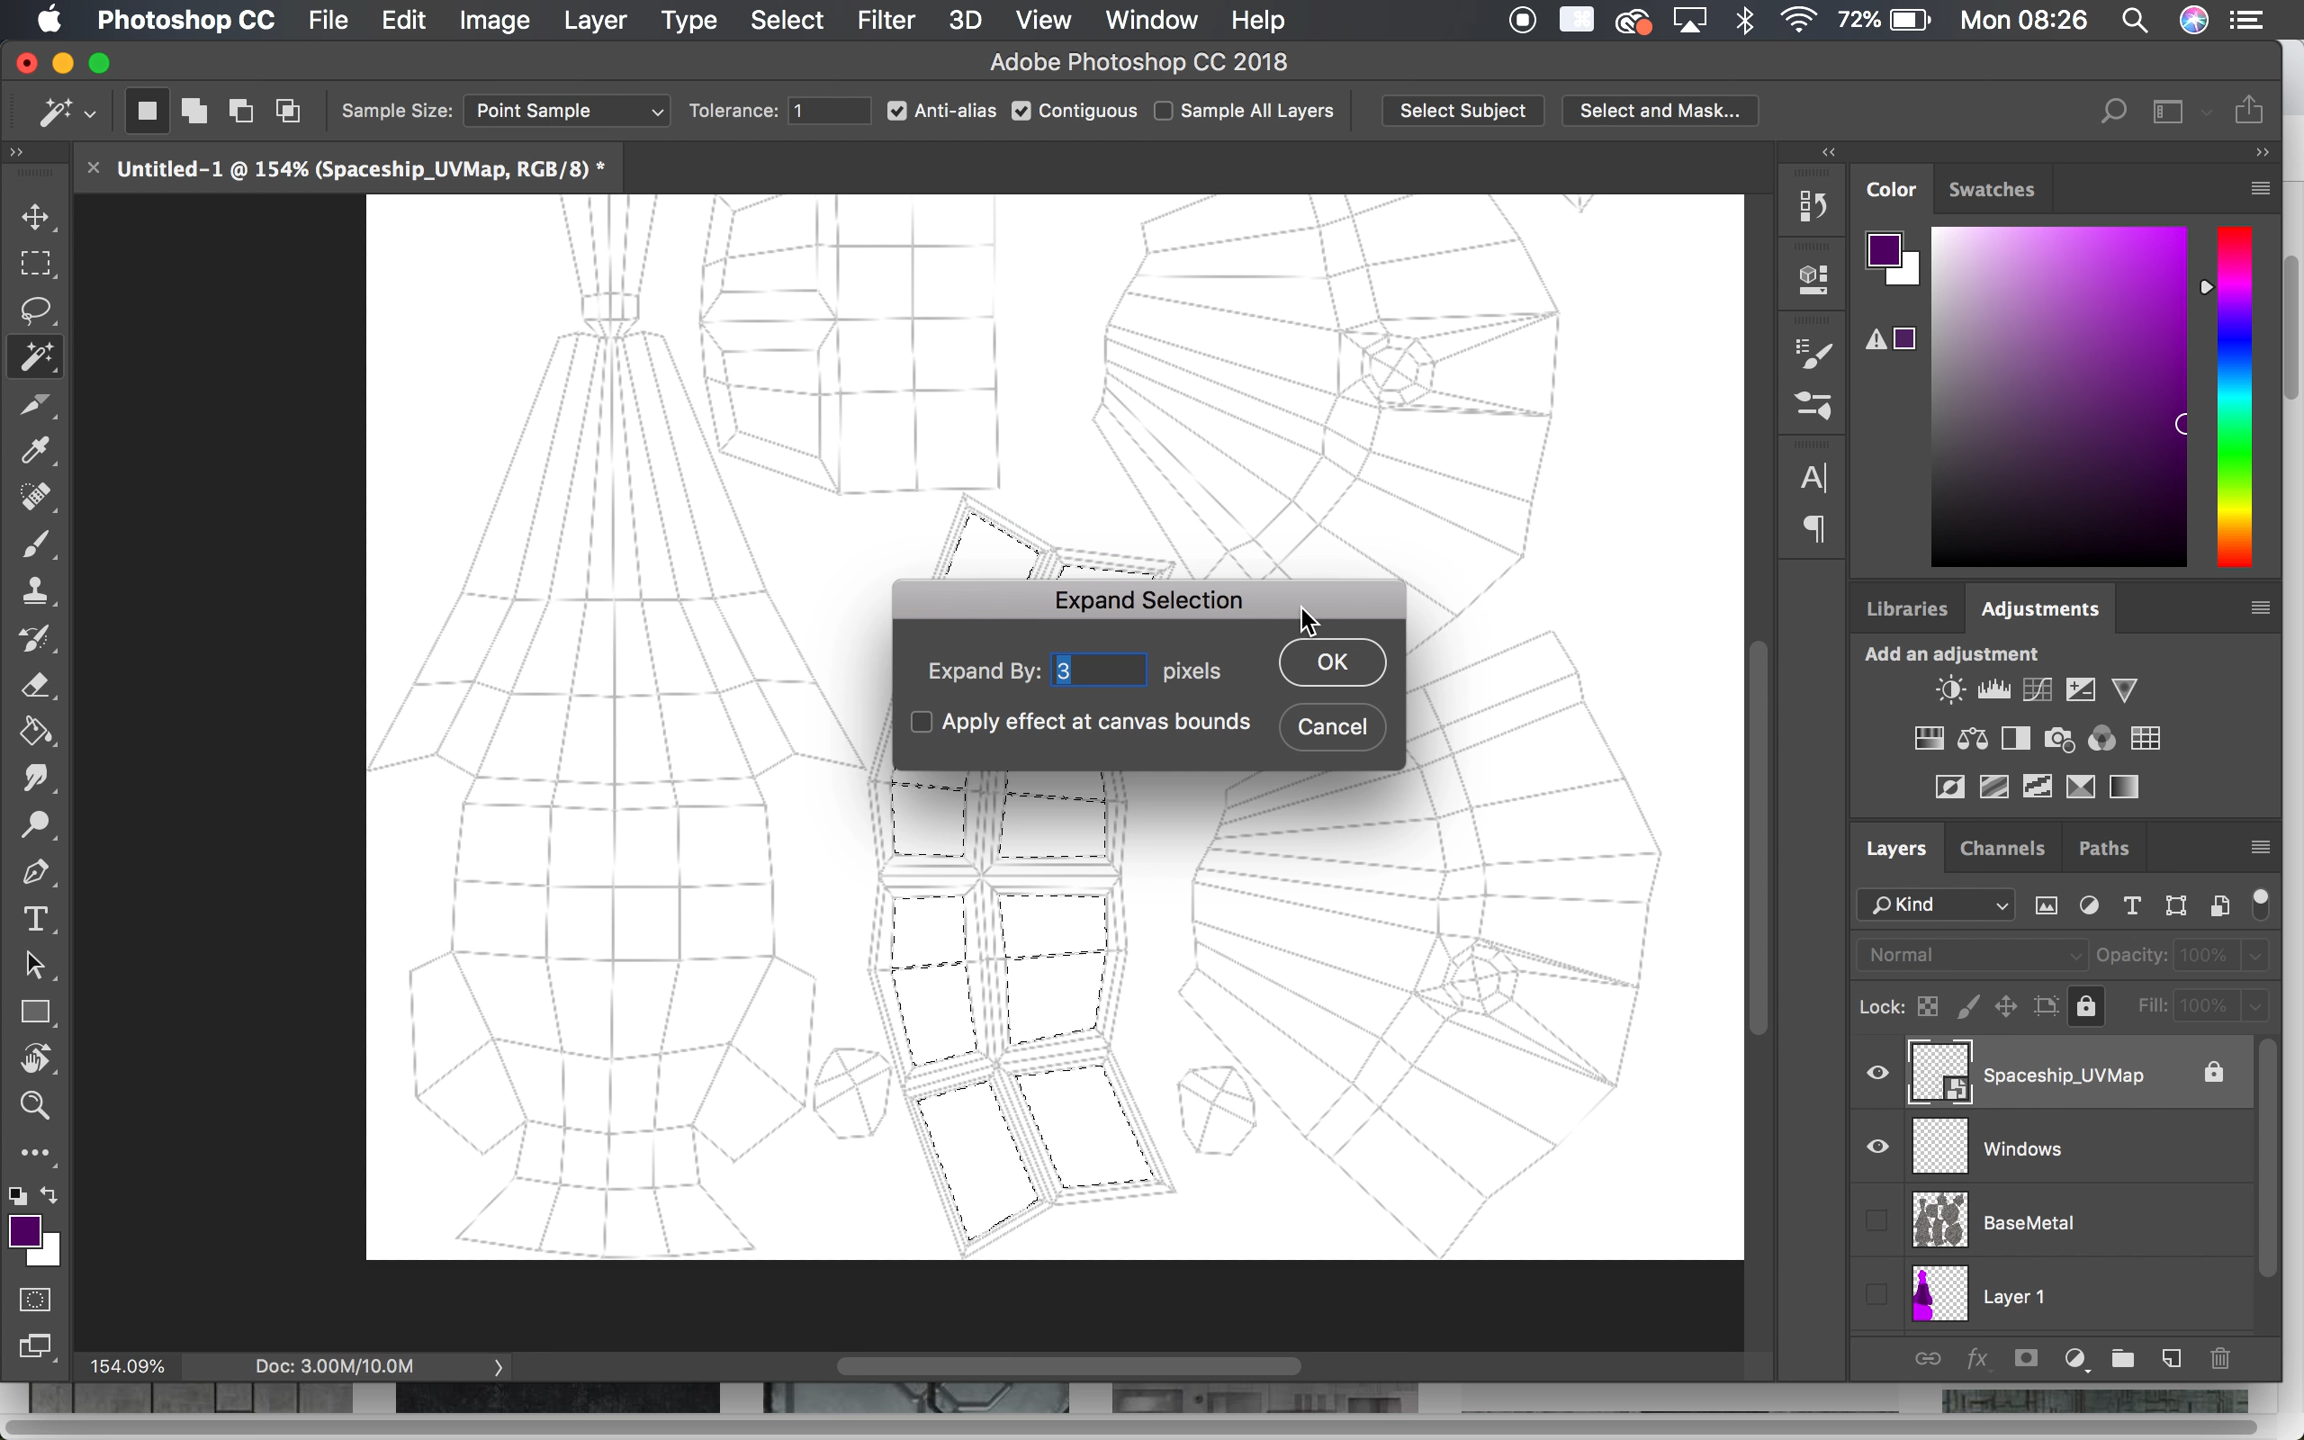 Photoshop CC File Edit Image Layer Type Select Filter 3D View Window Help 72% Mon 08:26
Adobe Photoshop CC 2018
Sample Size: Point Sample Tolerance: 1 Anti-alias Contiguous Sample All Layers Select Subject Select and Mask...
Untitled-1 @ 154% (Spaceship_UVMap, RGB/8) *
Color Swatches
Expand Selection
Expand By: 3 pixels
OK
Apply effect at canvas bounds
Cancel
Libraries Adjustments
Add an adjustment
Layers Channels Paths
Kind
Normal Opacity: 100%
Lock: Fill: 100%
Spaceship_UVMap
Windows
BaseMetal
Layer 1
154.09% Doc: 3.00M/10.0M